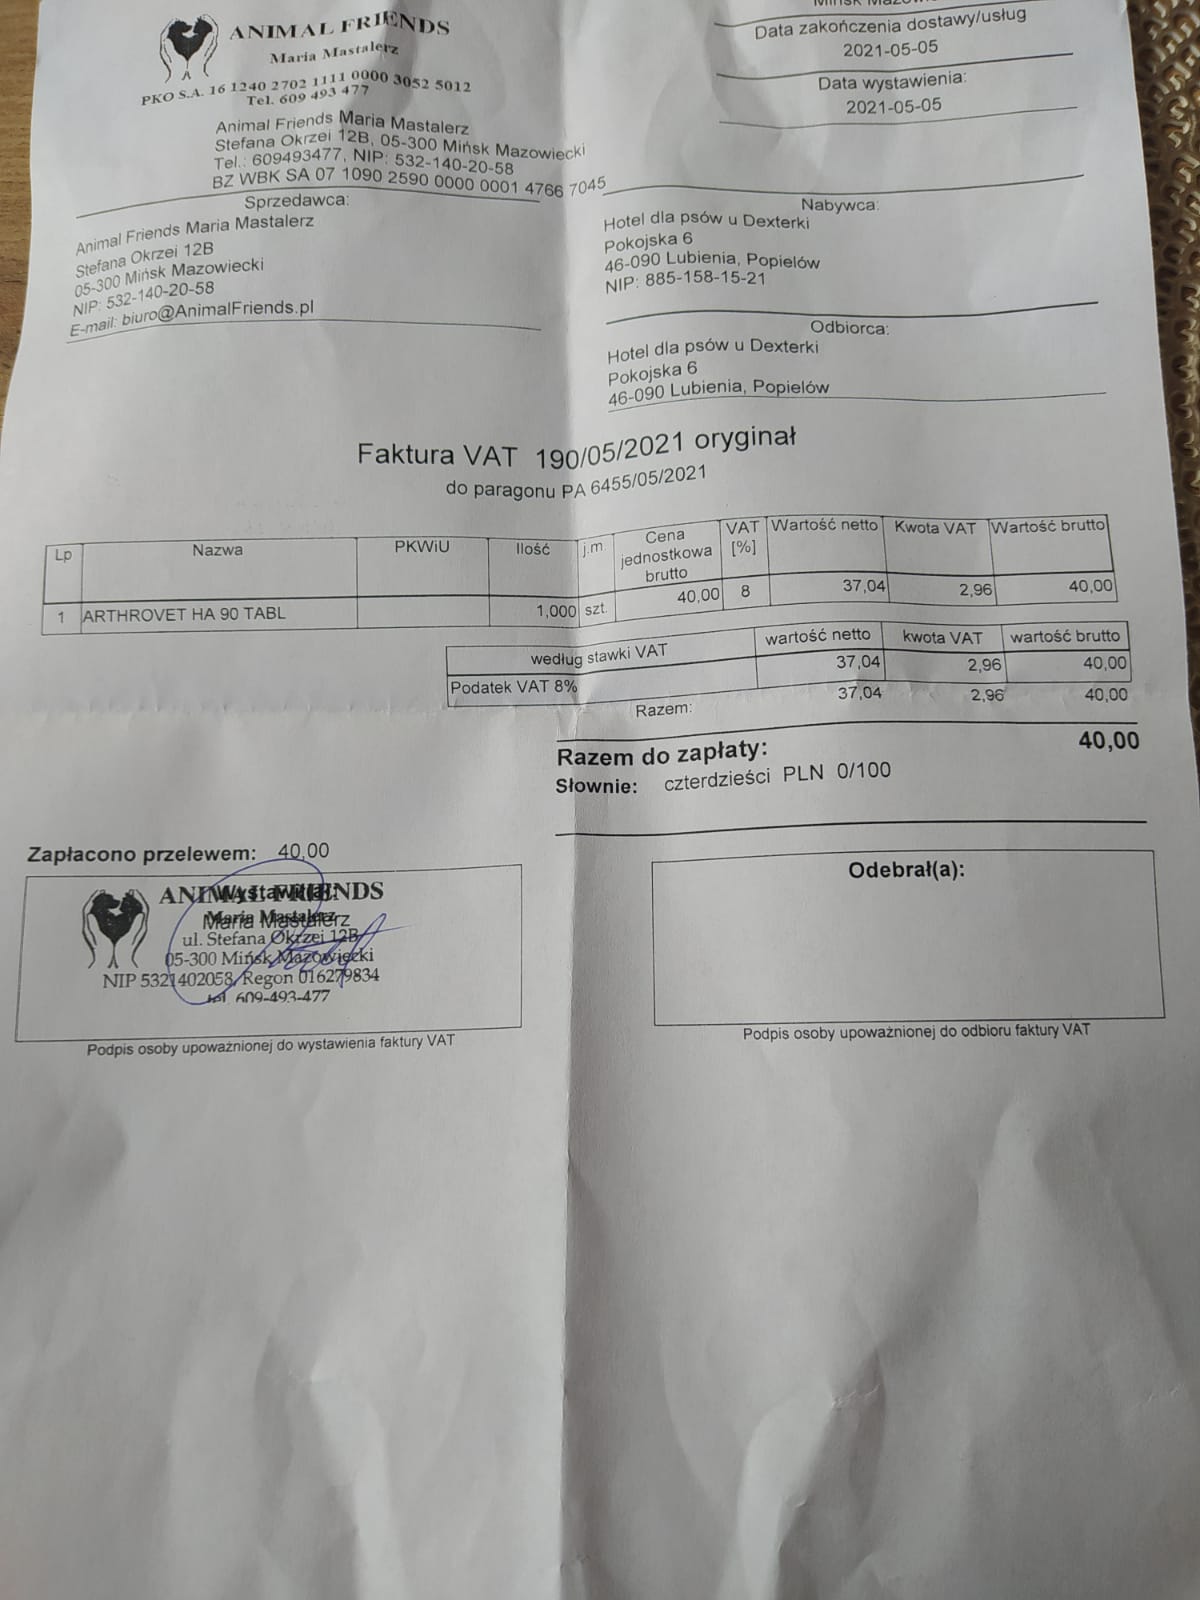 ANIMAL FRIENDS
Maria Mastalerz
PKO S.A. 16 1240 2702 1111 0000 3052 5012
Tel. 609 493 477
Animal Friends Maria Mastalerz
Stefana Okrzei 12B, 05-300 Mińsk Mazowiecki
Tel.: 609493477, NIP: 532-140-20-58
BZ WBK SA 07 1090 2590 0000 0001 4766 7045
Data zakończenia dostawy/usług
2021-05-05
Data wystawienia:
2021-05-05
Sprzedawca:
Animal Friends Maria Mastalerz
Stefana Okrzei 12B
05-300 Mińsk Mazowiecki
NIP: 532-140-20-58
E-mail: biuro@AnimalFriends.pl
Nabywca:
Hotel dla psów u Dexterki
Pokojska 6
46-090 Lubienia, Popielów
NIP: 885-158-15-21
Odbiorca:
Hotel dla psów u Dexterki
Pokojska 6
46-090 Lubienia, Popielów
Faktura VAT 190/05/2021 oryginał
do paragonu PA 6455/05/2021
Lp Nazwa PKWiU Ilość j.m. Cena jednostkowa brutto VAT [%] Wartość netto Kwota VAT Wartość brutto
1 ARTHROVET HA 90 TABL 1,000 szt. 40,00 8 37,04 2,96 40,00
według stawki VAT wartość netto kwota VAT wartość brutto
Podatek VAT 8% 37,04 2,96 40,00
Razem: 37,04 2,96 40,00
Razem do zapłaty: 40,00
Słownie: czterdzieści PLN 0/100
Zapłacono przelewem: 40,00
ANIMAL FRIENDS
Maria Mastalerz
Maria Mastalerz
ul. Stefana Okrzei 12B
05-300 Mińsk Mazowiecki
NIP 5321402058, Regon 016279834
tel. 609-493-477
Podpis osoby upoważnionej do wystawienia faktury VAT
Odebrał(a):
Podpis osoby upoważnionej do odbioru faktury VAT